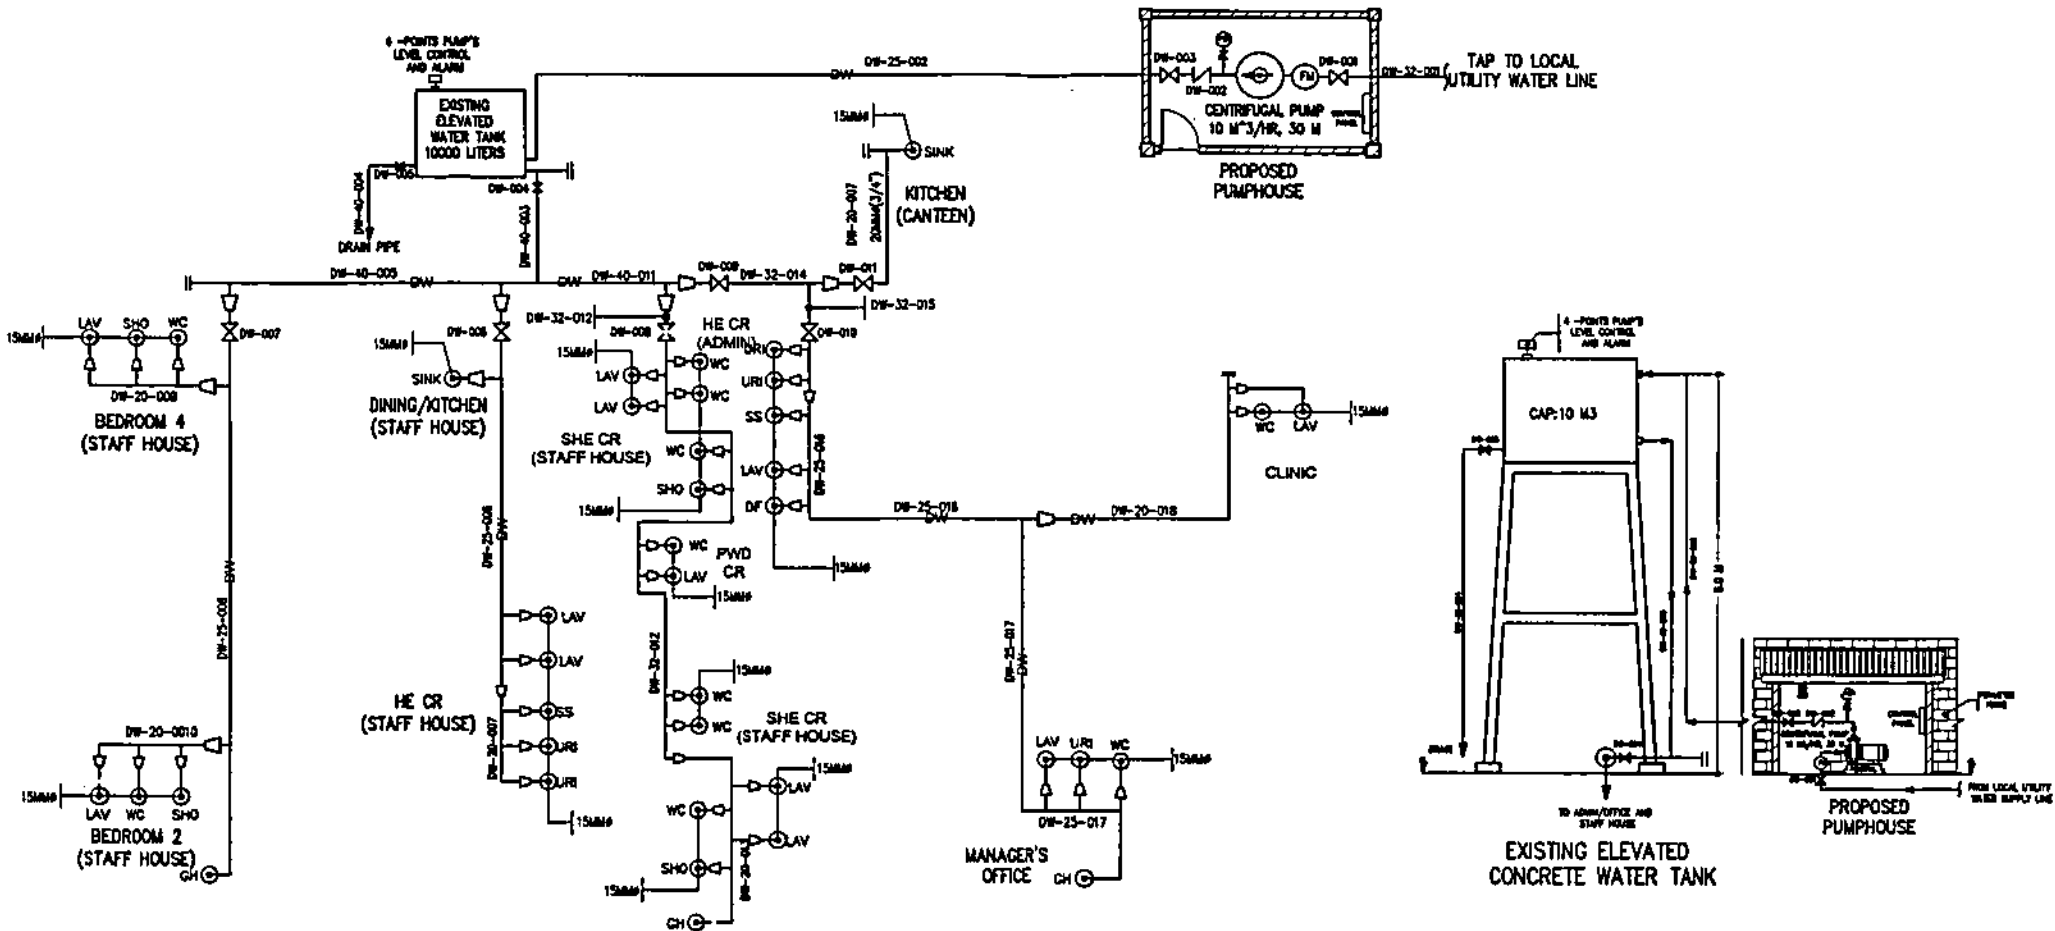 4 -POINTS PUMP'S
LEVEL CONTROL
AND ALARM
EXISTING
ELEVATED
WATER TANK
10000 LITERS
DW-005
DW-40-004
DRAIN PIPE
DW-004
DW-40-003
DW-25-002
DW
DW-003
DW-002
FM
DW-001
DW-32-001
CENTRIFUGAL PUMP
10 M^3/HR, 30 M
CONTROL
PANEL
PROPOSED
PUMPHOUSE
TAP TO LOCAL
UTILITY WATER LINE
15MMø
SINK
KITCHEN
(CANTEEN)
DW-20-007
20MMø(3/4")
DW-40-005
DW
DW
DW-40-011
DW-009
DW-32-014
DW-011
DW-32-015
DW-010
DW-007
15MMø
LAV
SHO
WC
DW-20-009
BEDROOM 4
(STAFF HOUSE)
DW
DW-25-008
DW-20-0010
15MMø
LAV
WC
SHO
BEDROOM 2
(STAFF HOUSE)
GH
DW-006
15MMø
SINK
DINING/KITCHEN
(STAFF HOUSE)
DW-25-006
DW
LAV
LAV
SS
URI
URI
DW-20-007
15MMø
HE CR
(STAFF HOUSE)
DW-32-012
DW-008
15MMø
LAV
LAV
WC
WC
SHE CR
(STAFF HOUSE)
WC
SHO
15MMø
WC
LAV
PWD
CR
15MMø
DW-32-012
15MMø
WC
WC
SHE CR
(STAFF HOUSE)
15MMø
LAV
WC
LAV
SHO
15MMø
GH
HE CR
(ADMIN)
URI
URI
SS
LAV
DF
DW-25-016
15MMø
DW-25-016
DW
DW
DW-20-018
WC
LAV
15MMø
CLINIC
DW-25-017
DW
LAV
URI
WC
15MMø
DW-25-017
MANAGER'S
OFFICE
GH
4 -POINTS PUMP'S
LEVEL CONTROL
AND ALARM
CAP:10 M3
DRAIN
TO ADMIN/OFFICE AND
STAFF HOUSE
EXISTING ELEVATED
CONCRETE WATER TANK
CONTROL
PANEL
CENTRIFUGAL PUMP
FROM LOCAL UTILITY
WATER SUPPLY LINE
PROPOSED
PUMPHOUSE